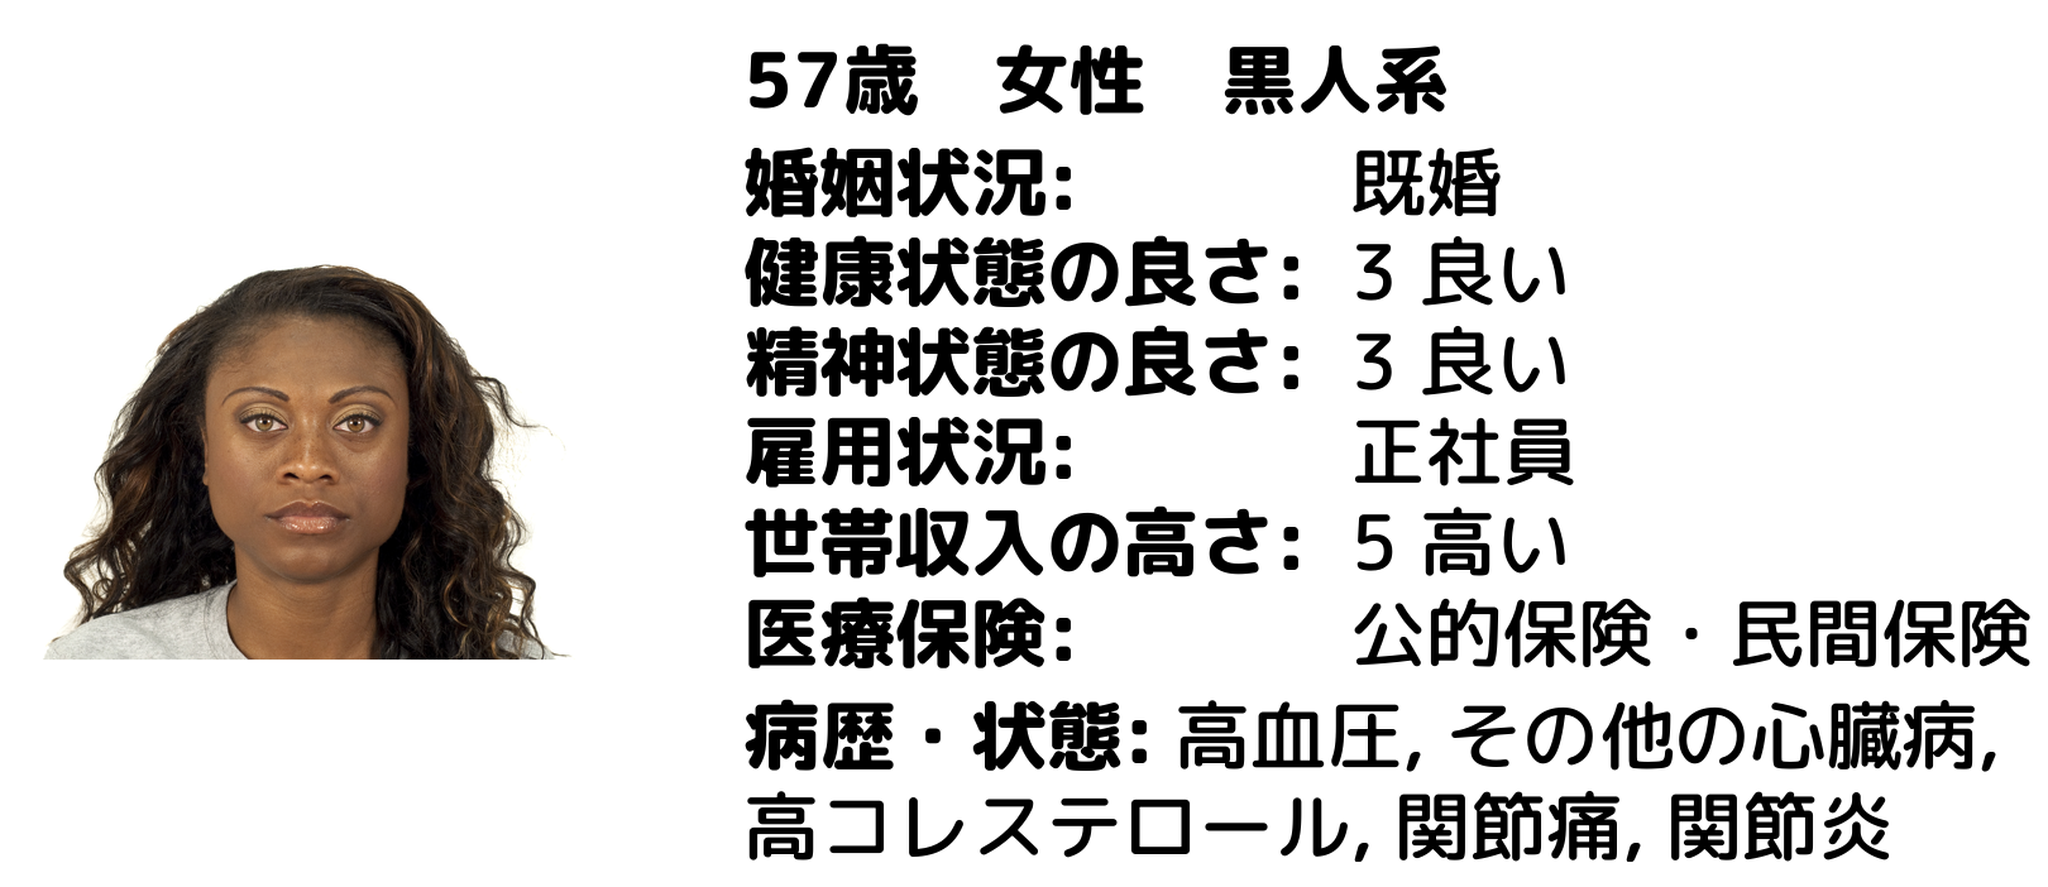 57歳　女性　黒人系
婚姻状況: 既婚
健康状態の良さ: 3 良い
精神状態の良さ: 3 良い
雇用状況: 正社員
世帯収入の高さ: 5 高い
医療保険: 公的保険・民間保険
病歴・状態: 高血圧, その他の心臓病,
高コレステロール, 関節痛, 関節炎